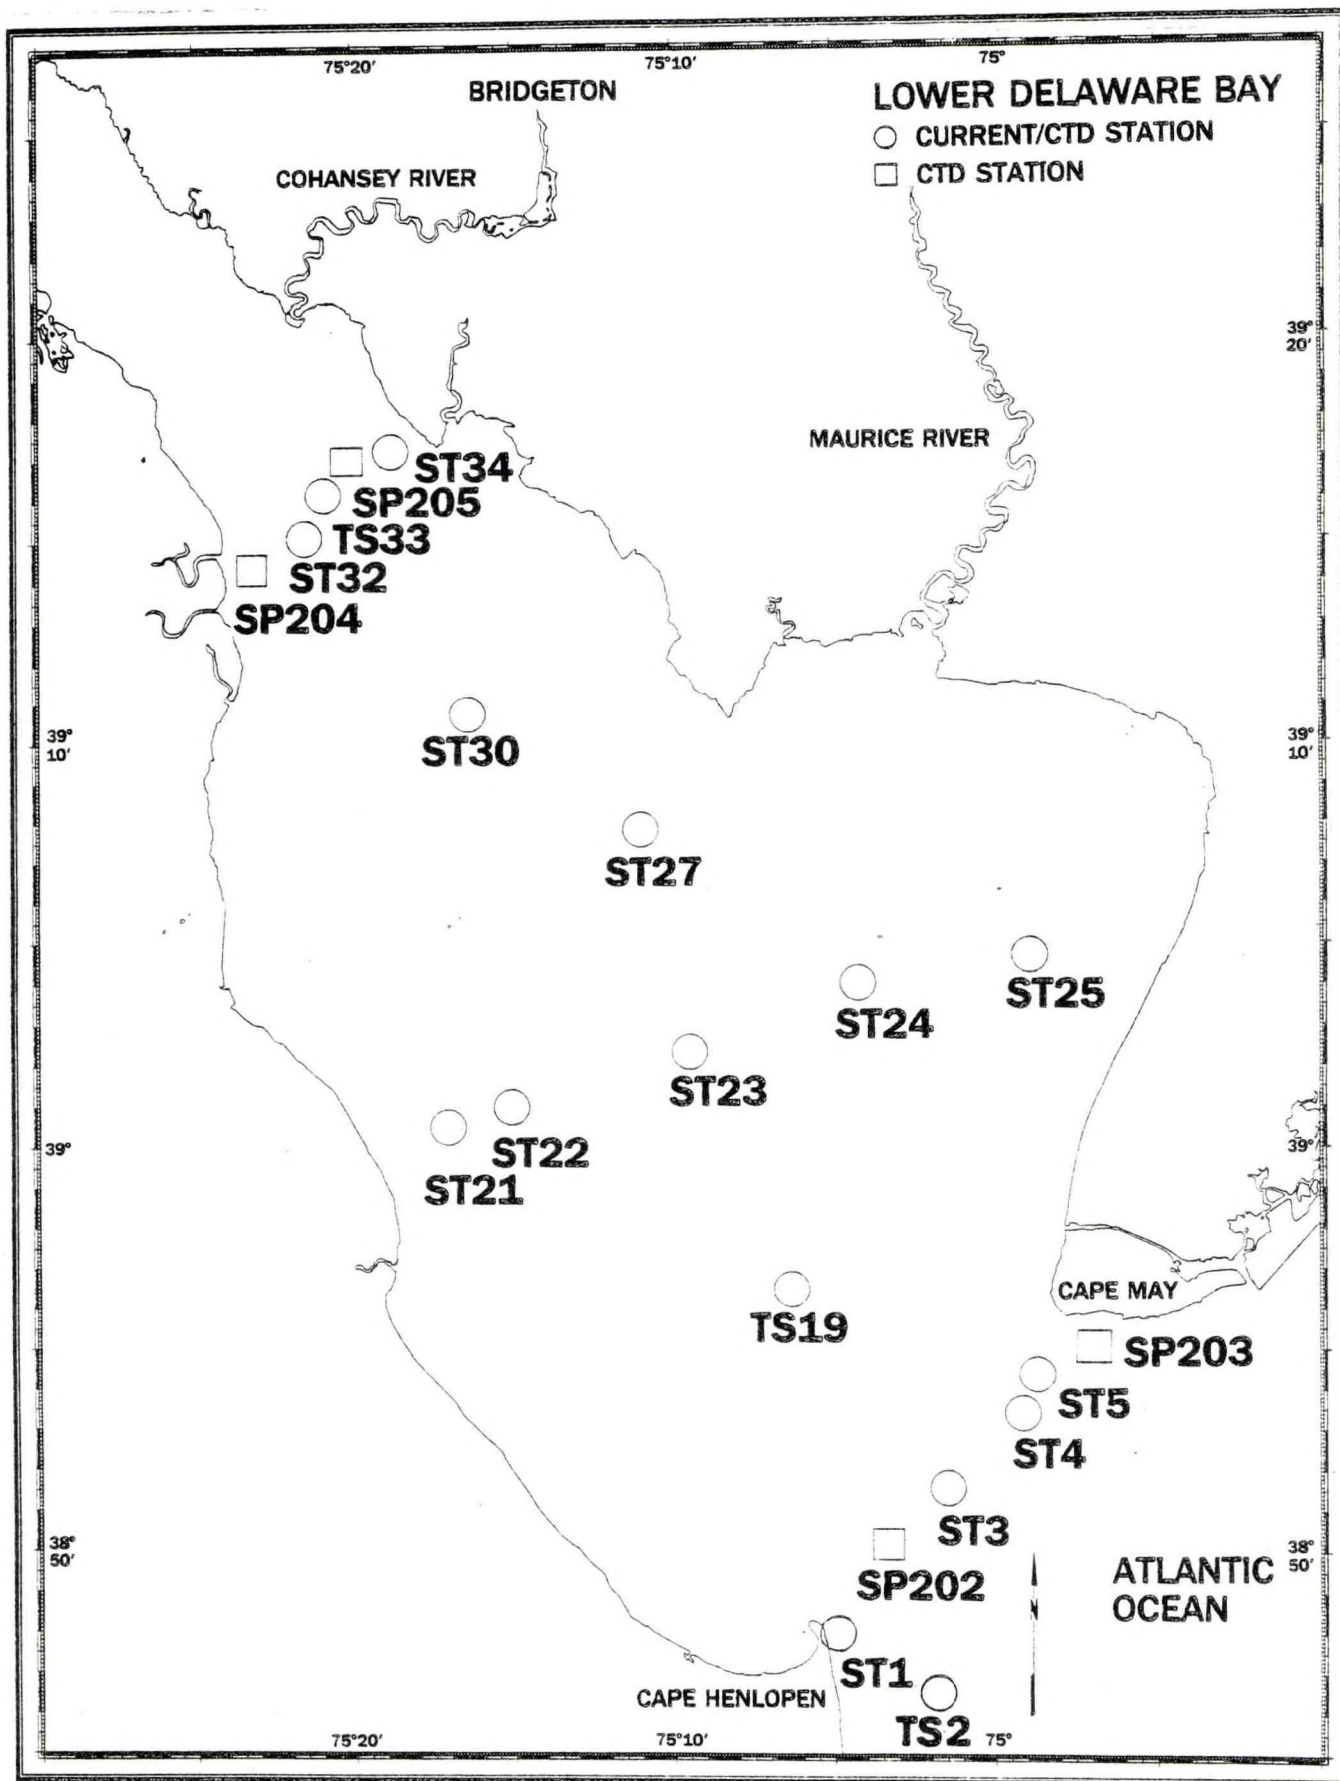 75°20'
75°10'
75°
BRIDGETON
LOWER DELAWARE BAY
CURRENT/CTD STATION
CTD STATION
COHANSEY RIVER
39°
20'
MAURICE RIVER
ST34
SP205
TS33
ST32
SP204
39°
10'
ST30
39°
10'
ST27
ST25
ST24
ST23
39°
ST22
39°
ST21
CAPE MAY
TS19
SP203
ST5
ST4
ST3
38°
50'
38°
50'
SP202
ATLANTIC
OCEAN
N
ST1
CAPE HENLOPEN
TS2
75°20'
75°10'
75°